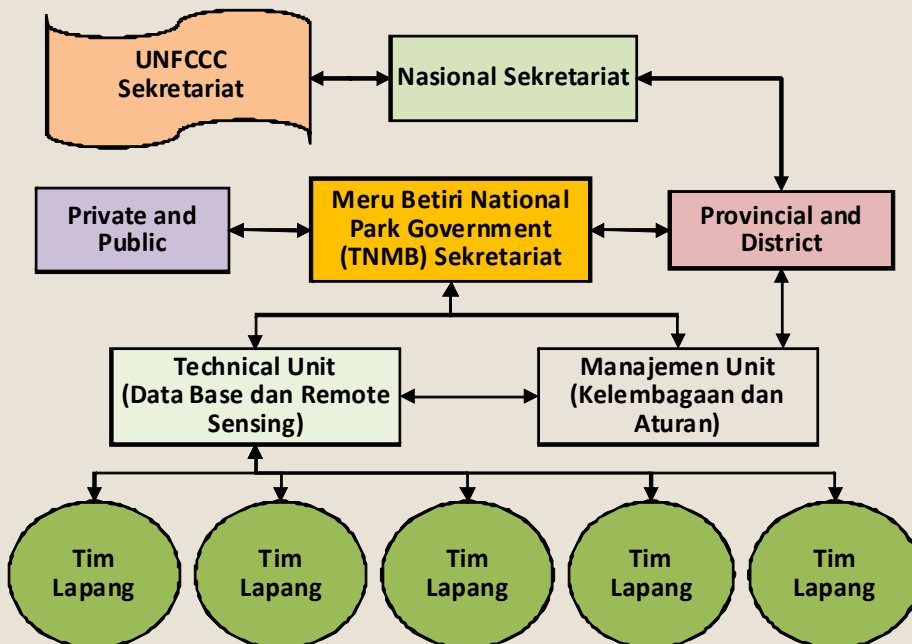 UNFCCC
Sekretariat
Nasional Sekretariat
Private and
Public
Meru Betiri National
Park Government
(TNMB) Sekretariat
Provincial and
District
Technical Unit
(Data Base dan Remote
Sensing)
Manajemen Unit
(Kelembagaan dan
Aturan)
Tim
Lapang
Tim
Lapang
Tim
Lapang
Tim
Lapang
Tim
Lapang